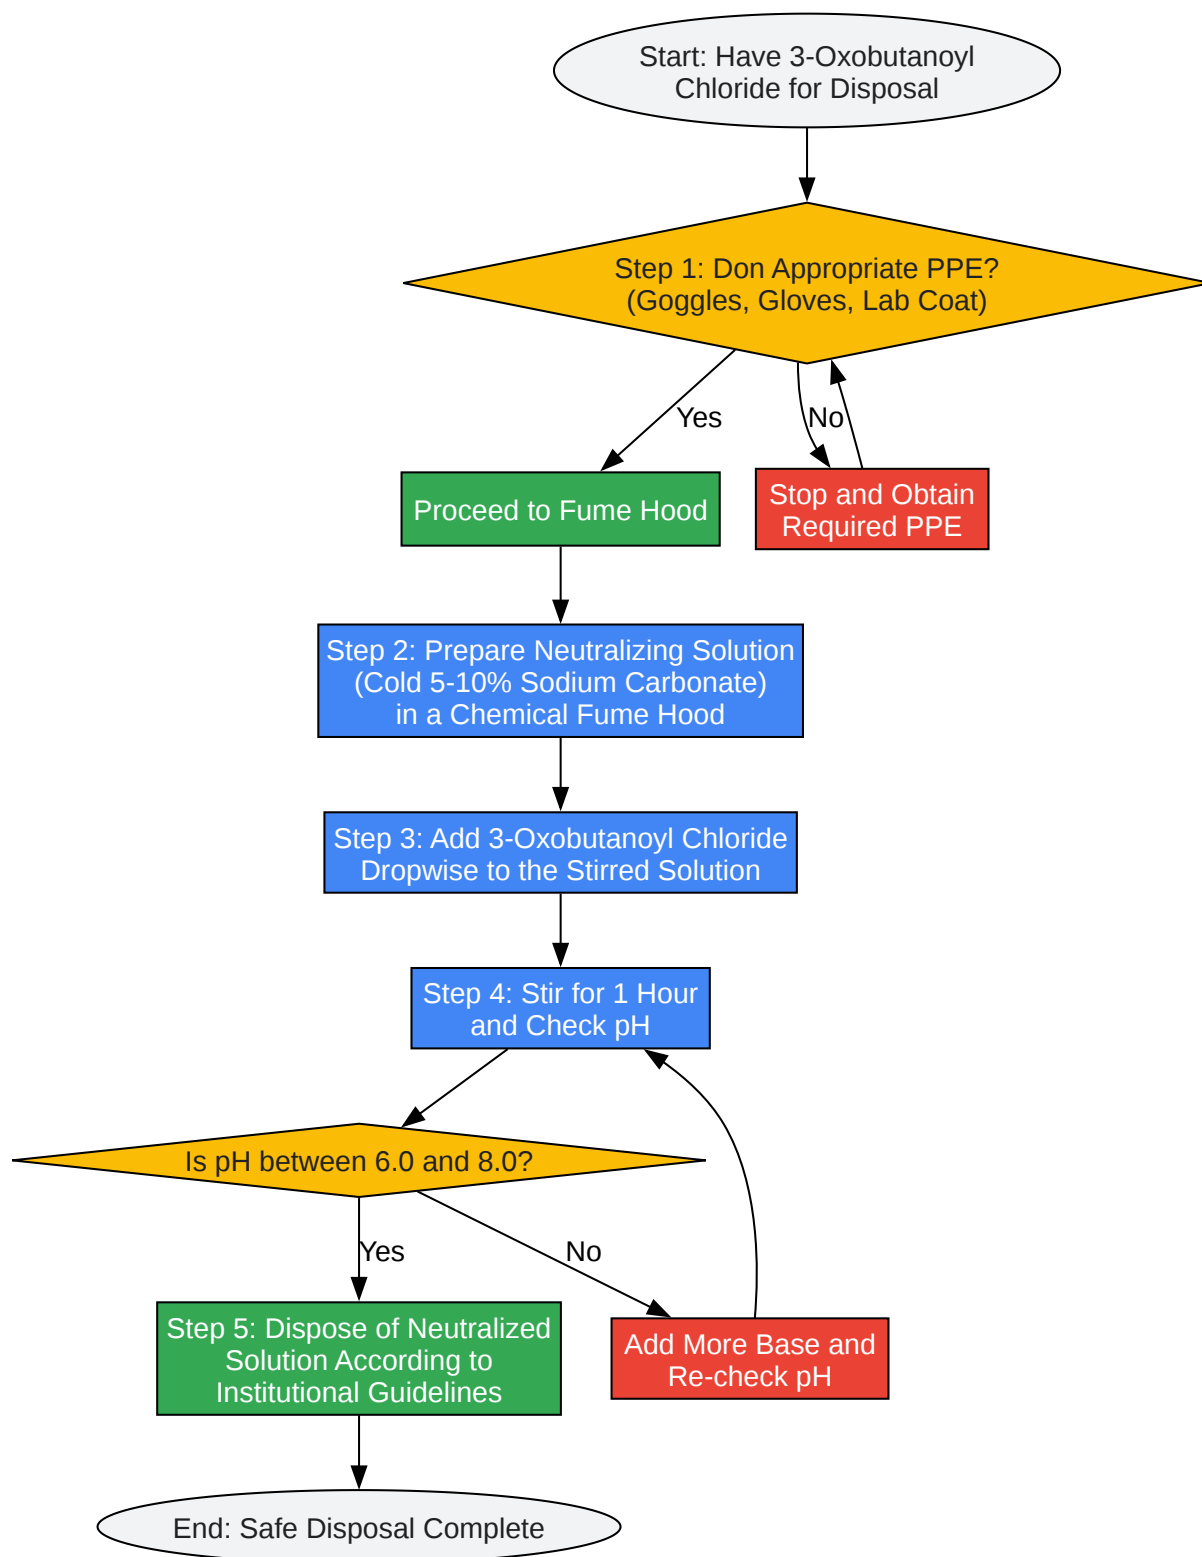 Start: Have 3-Oxobutanoyl
Chloride for Disposal
Step 1: Don Appropriate PPE?
(Goggles, Gloves, Lab Coat)
Yes
No
Proceed to Fume Hood
Stop and Obtain
Required PPE
Step 2: Prepare Neutralizing Solution
(Cold 5-10% Sodium Carbonate)
in a Chemical Fume Hood
Step 3: Add 3-Oxobutanoyl Chloride
Dropwise to the Stirred Solution
Step 4: Stir for 1 Hour
and Check pH
Is pH between 6.0 and 8.0?
Yes
No
Step 5: Dispose of Neutralized
Solution According to
Institutional Guidelines
Add More Base and
Re-check pH
End: Safe Disposal Complete